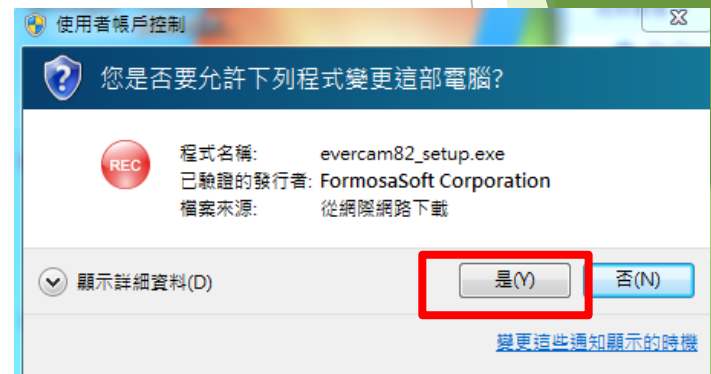 使用者帳戶控制
您是否要允許下列程式變更這部電腦?
REC
程式名稱: evercam82_setup.exe
已驗證的發行者: FormosaSoft Corporation
檔案來源: 從網際網路下載
顯示詳細資料(D)
是(Y)
否(N)
變更這些通知顯示的時機